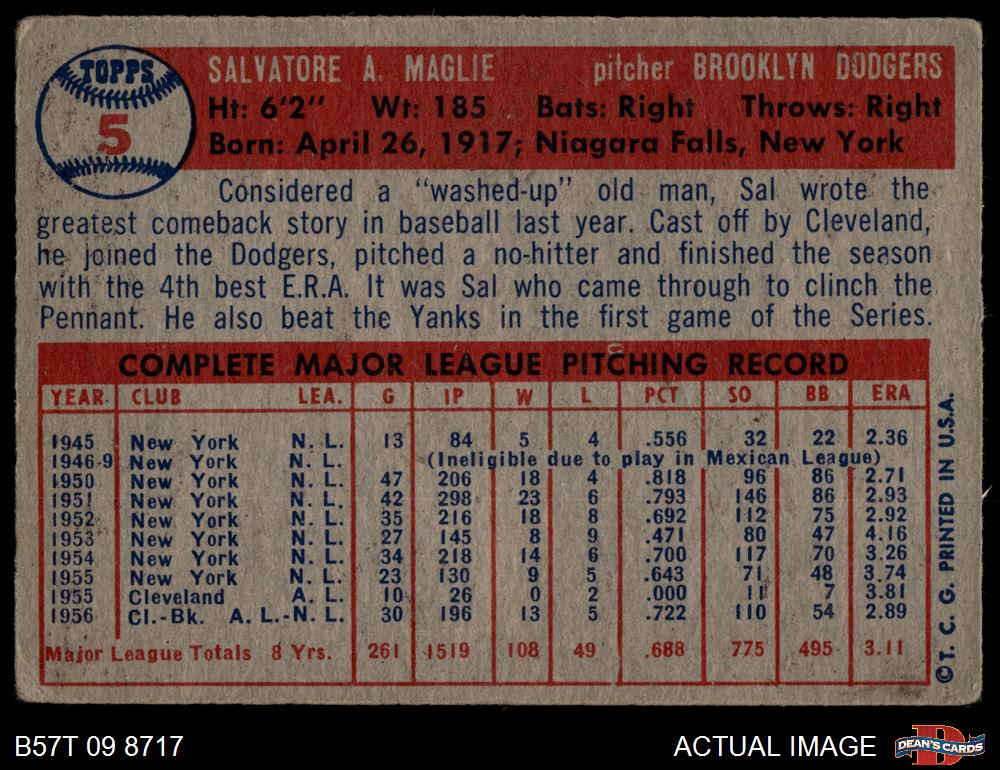 TOPPS
5
SALVATORE A. MAGLIE pitcher BROOKLYN DODGERS
Ht: 6'2" Wt: 185 Bats: Right Throws: Right
Born: April 26, 1917; Niagara Falls, New York
Considered a "washed-up" old man, Sal wrote the
greatest comeback story in baseball last year. Cast off by Cleveland,
he joined the Dodgers, pitched a no-hitter and finished the season
with the 4th best E.R.A. It was Sal who came through to clinch the
Pennant. He also beat the Yanks in the first game of the Series.
COMPLETE MAJOR LEAGUE PITCHING RECORD
YEAR CLUB LEA. G IP W L PCT SO BB ERA
1945 New York N. L. 13 84 5 4 .556 32 22 2.36
1946-9 New York N. L. (Ineligible due to play in Mexican League)
1950 New York N. L. 47 206 18 4 .818 96 86 2.71
1951 New York N. L. 42 298 23 6 .793 146 86 2.93
1952 New York N. L. 35 216 18 8 .692 112 75 2.92
1953 New York N. L. 27 145 8 9 .471 80 47 4.16
1954 New York N. L. 34 218 14 6 .700 117 70 3.26
1955 New York N. L. 23 130 9 5 .643 71 48 3.74
1955 Cleveland A. L. 10 26 0 2 .000 11 7 3.81
1956 Cl.-Bk. A. L.-N. L. 30 196 13 5 .722 110 54 2.89
Major League Totals 8 Yrs. 261 1519 108 49 .688 775 495 3.11
© T. C. G. PRINTED IN U.S.A.
B57T 09 8717 ACTUAL IMAGE
D
DEAN'S CARDS